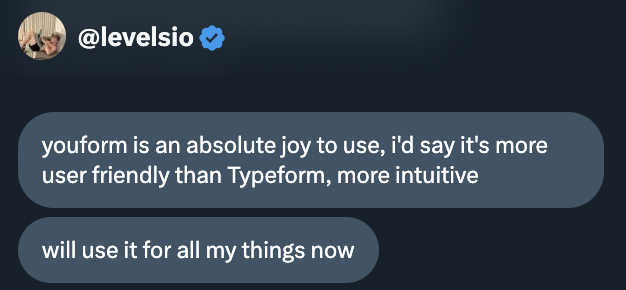 @levelsio
youform is an absolute joy to use, i'd say it's more
user friendly than Typeform, more intuitive
will use it for all my things now